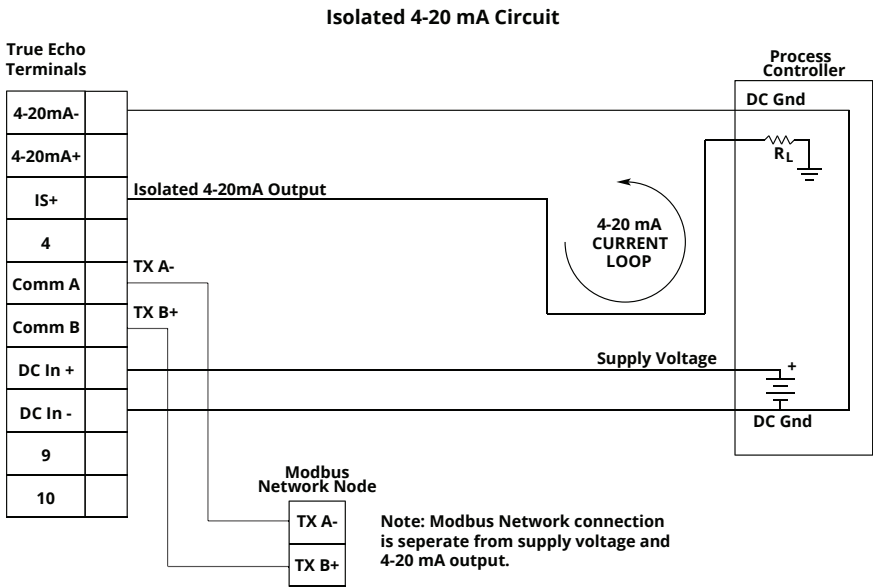 Isolated 4-20 mA Circuit
True Echo
Terminals
4-20mA-
4-20mA+
IS+
4
Comm A
Comm B
DC In +
DC In -
9
10
Isolated 4-20mA Output
TX A-
TX B+
4-20 mA
CURRENT
LOOP
Supply Voltage
Process
Controller
DC Gnd
RL
+
DC Gnd
Modbus
Network Node
TX A-
TX B+
Note: Modbus Network connection
is seperate from supply voltage and
4-20 mA output.